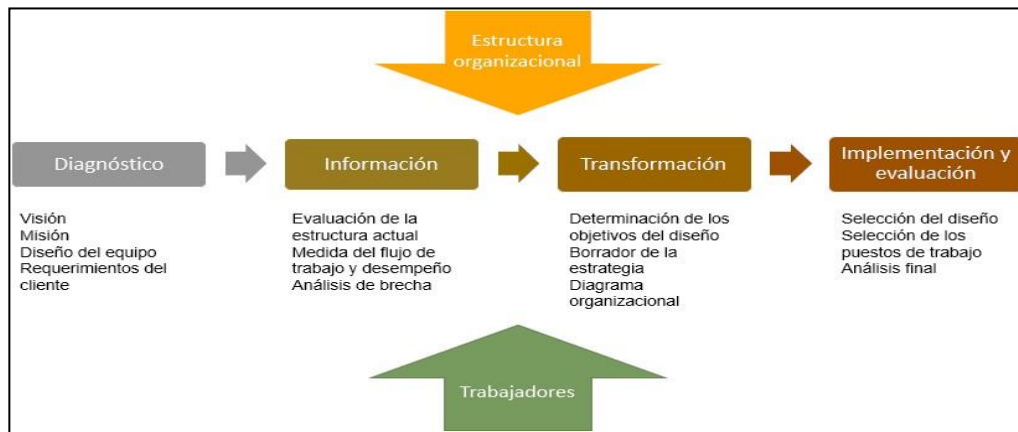 Estructura
organizacional
Diagnóstico
Información
Transformación
Implementación y
evaluación
Visión
Misión
Diseño del equipo
Requerimientos del
cliente
Evaluación de la
estructura actual
Medida del flujo de
trabajo y desempeño
Análisis de brecha
Determinación de los
objetivos del diseño
Borrador de la
estrategia
Diagrama
organizacional
Selección del diseño
Selección de los
puestos de trabajo
Análisis final
Trabajadores